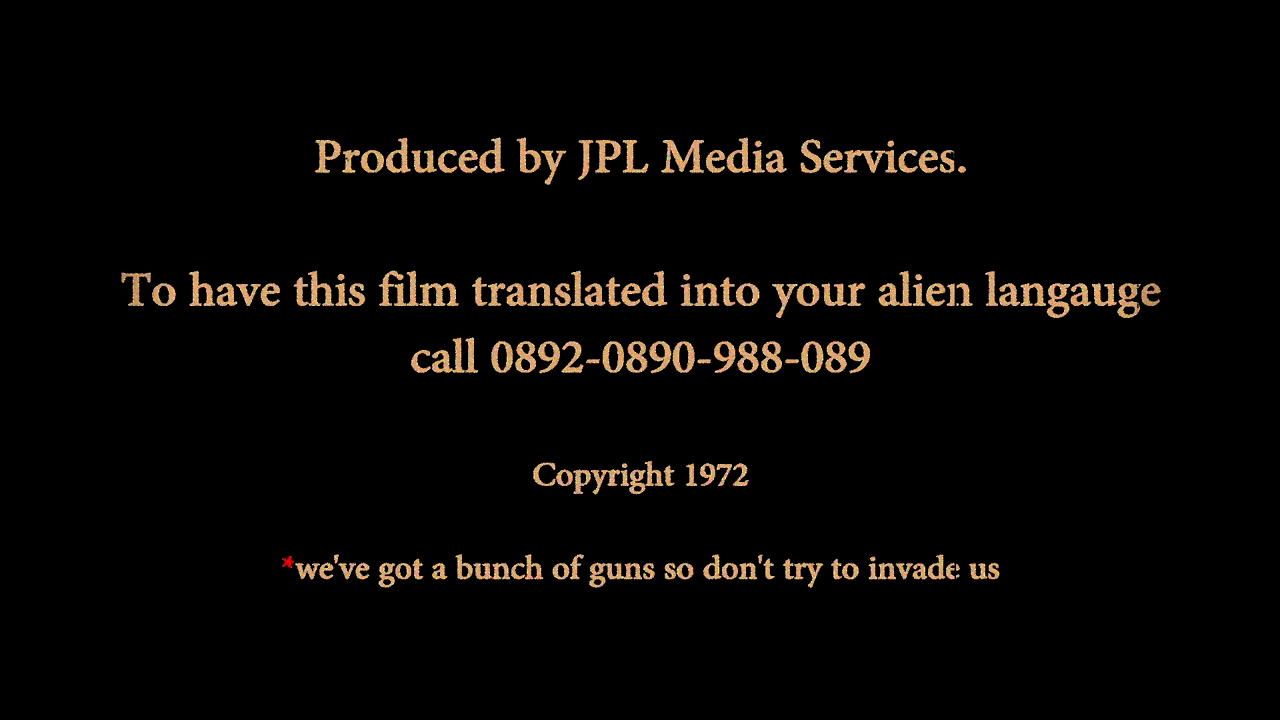 Produced by JPL Media Services.
To have this film translated into your alien langauge
call 0892-0890-988-089
Copyright 1972
*we've got a bunch of guns so don't try to invade us